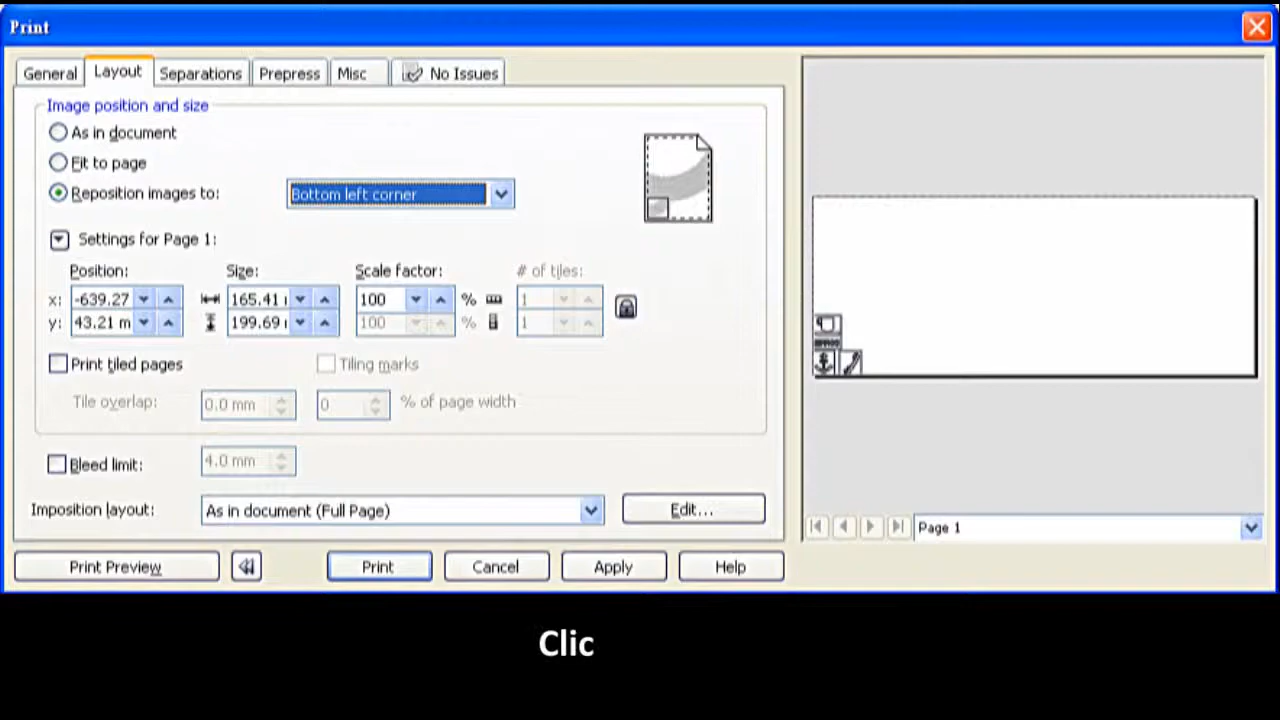 Print
General Layout Separations Prepress Misc No Issues
Image position and size
As in document
Fit to page
Reposition images to: Bottom left corner
Settings for Page 1:
Position: Size: Scale factor: # of tiles:
x: -639.27 165.41 100 % 1
y: 43.21 m 199.69 100 % 1
Print tiled pages Tiling marks
Tile overlap: 0.0 mm 0 % of page width
Bleed limit: 4.0 mm
Imposition layout: As in document (Full Page) Edit...
Page 1
Print Preview Print Cancel Apply Help
Clic